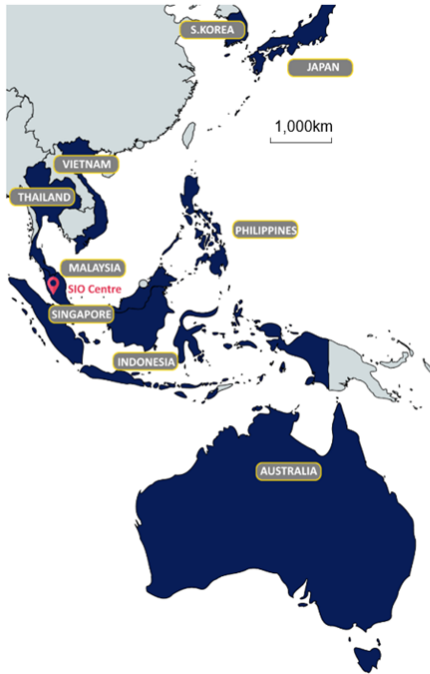 S.KOREA
JAPAN
1,000km
VIETNAM
THAILAND
PHILIPPINES
MALAYSIA
SIO Centre
SINGAPORE
INDONESIA
AUSTRALIA